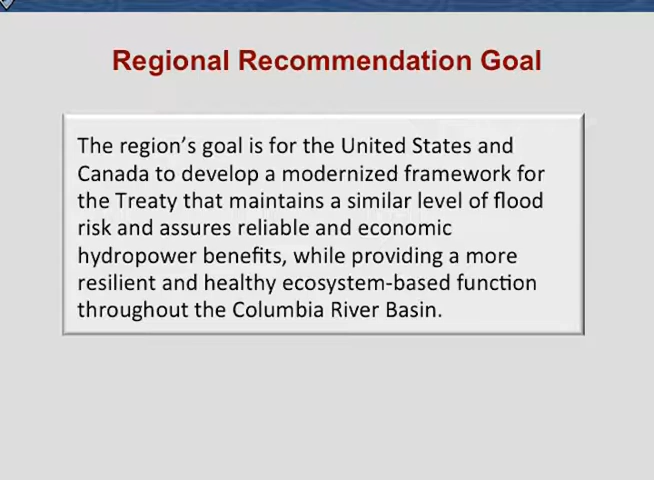 Regional Recommendation Goal
The region's goal is for the United States and
Canada to develop a modernized framework for
the Treaty that maintains a similar level of flood
risk and assures reliable and economic
hydropower benefits, while providing a more
resilient and healthy ecosystem-based function
throughout the Columbia River Basin.